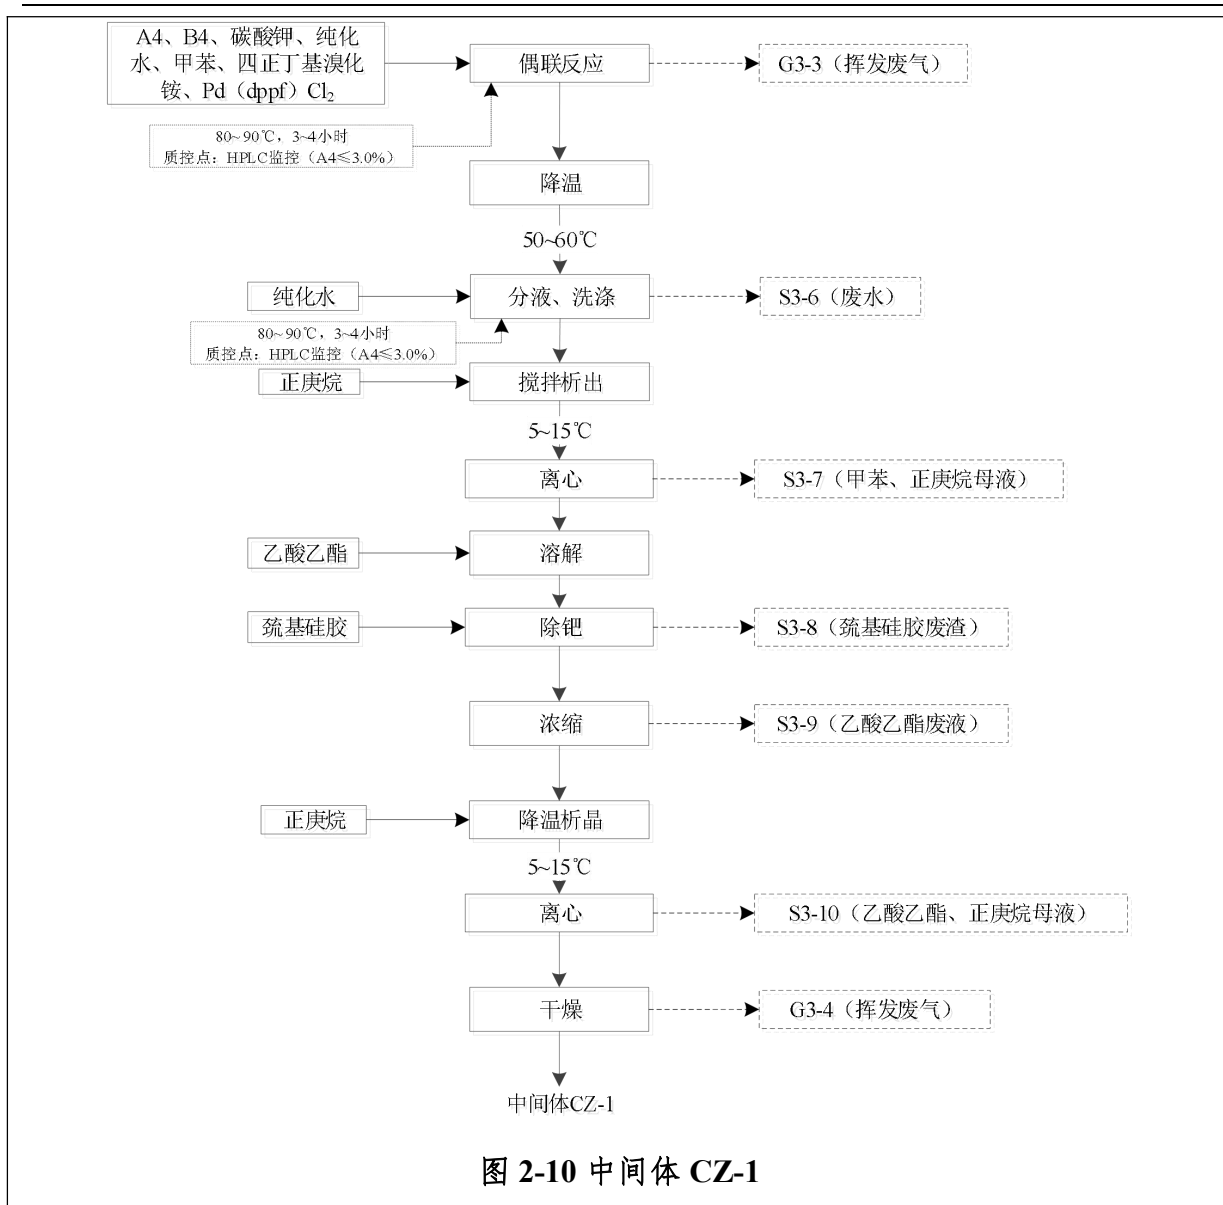 A4、B4、碳酸钾、纯化
水、甲苯、四正丁基溴化
铵、Pd（dppf）Cl₂
偶联反应
G3-3（挥发废气）
80~90℃，3~4小时
质控点：HPLC监控（A4≤3.0%）
降温
50~60℃
纯化水
分液、洗涤
S3-6（废水）
80~90℃，3~4小时
质控点：HPLC监控（A4≤3.0%）
正庚烷
搅拌析出
5~15℃
离心
S3-7（甲苯、正庚烷母液）
乙酸乙酯
溶解
巯基硅胶
除钯
S3-8（巯基硅胶废渣）
浓缩
S3-9（乙酸乙酯废液）
正庚烷
降温析晶
5~15℃
离心
S3-10（乙酸乙酯、正庚烷母液）
干燥
G3-4（挥发废气）
中间体CZ-1
图 2-10 中间体 CZ-1